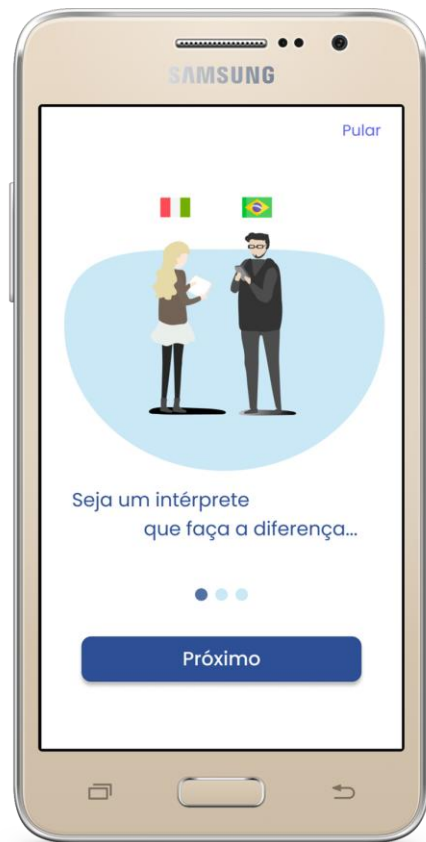 SAMSUNG
Pular
Seja um intérprete
que faça a diferença...
Próximo